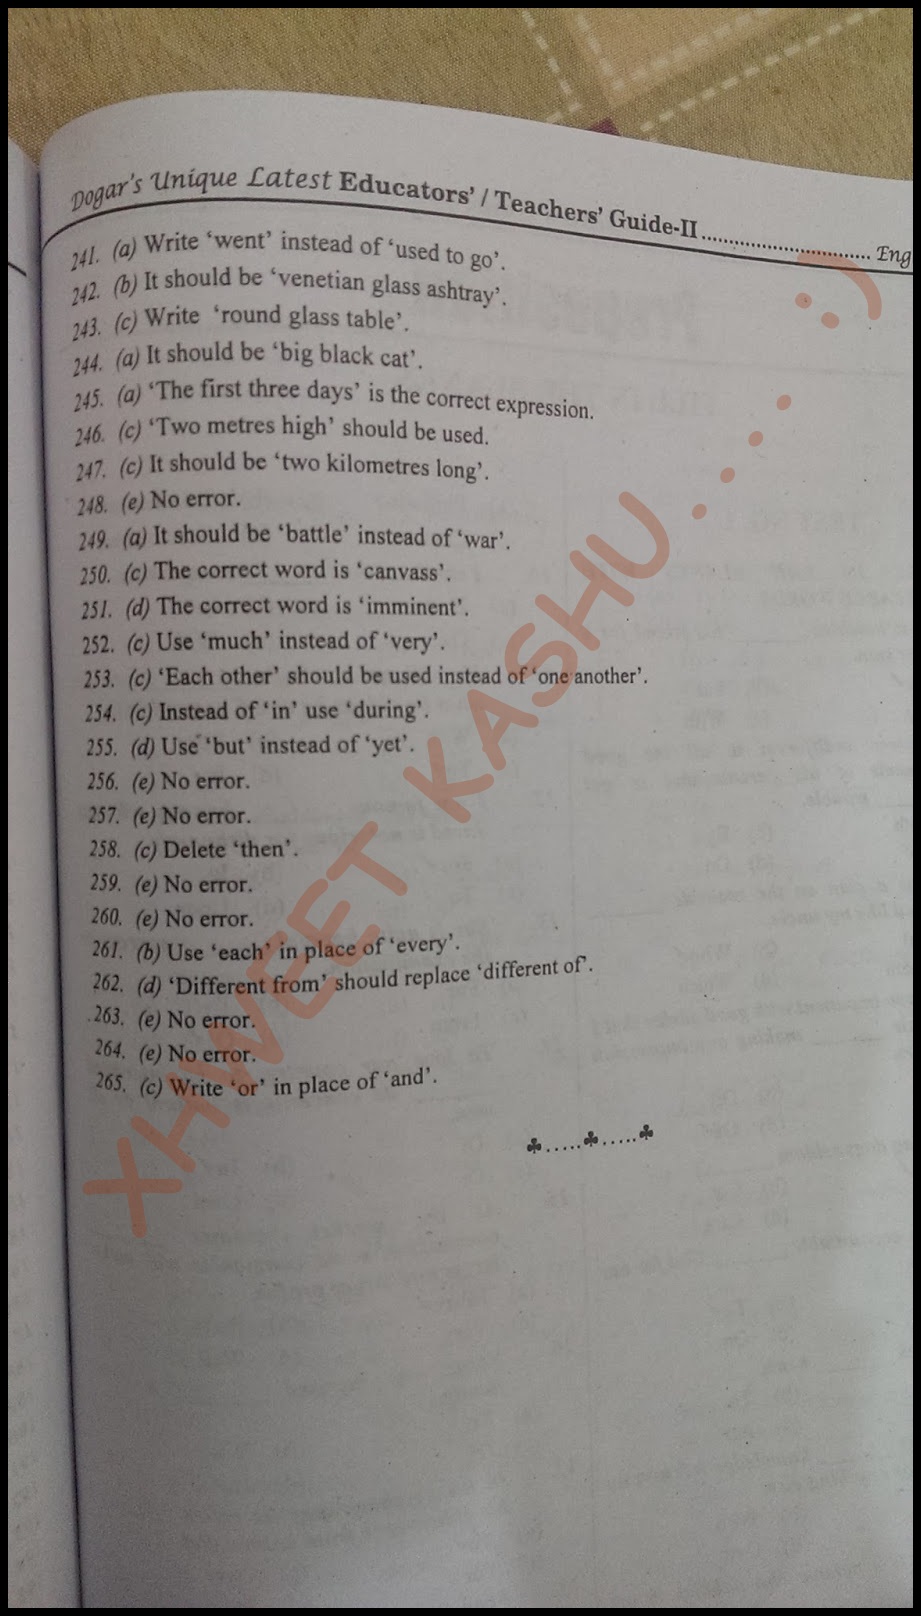 Dogar's Unique Latest Educators' / Teachers' Guide-II............................ Eng
241. (a) Write 'went' instead of 'used to go'.
242. (b) It should be 'venetian glass ashtray'.
243. (c) Write 'round glass table'.
244. (a) It should be 'big black cat'.
245. (a) 'The first three days' is the correct expression.
246. (c) 'Two metres high' should be used.
247. (c) It should be 'two kilometres long'.
248. (e) No error.
249. (a) It should be 'battle' instead of 'war'.
250. (c) The correct word is 'canvass'.
251. (d) The correct word is 'imminent'.
252. (c) Use 'much' instead of 'very'.
253. (c) 'Each other' should be used instead of 'one another'.
254. (c) Instead of 'in' use 'during'.
255. (d) Use 'but' instead of 'yet'.
256. (e) No error.
257. (e) No error.
258. (c) Delete 'then'.
259. (e) No error.
260. (e) No error.
261. (b) Use 'each' in place of 'every'.
262. (d) 'Different from' should replace 'different of'.
263. (e) No error.
264. (e) No error.
265. (c) Write 'or' in place of 'and'.
♣.....♣.....♣
XHWEET KASHU.... :)